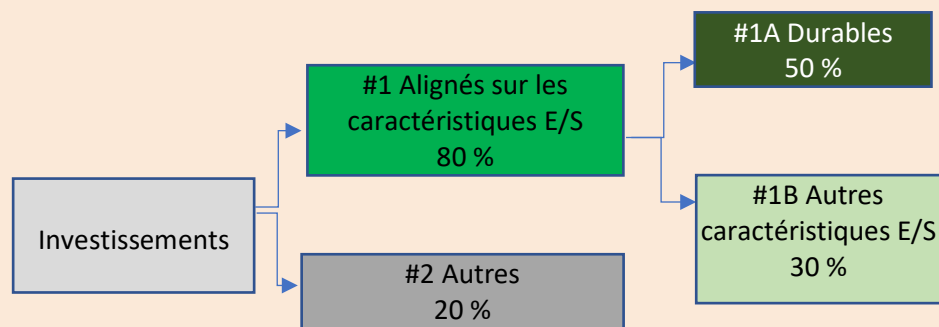 #1A Durables
50 %
#1 Alignés sur les
caractéristiques E/S
80 %
#1B Autres
caractéristiques E/S
30 %
Investissements
#2 Autres
20 %